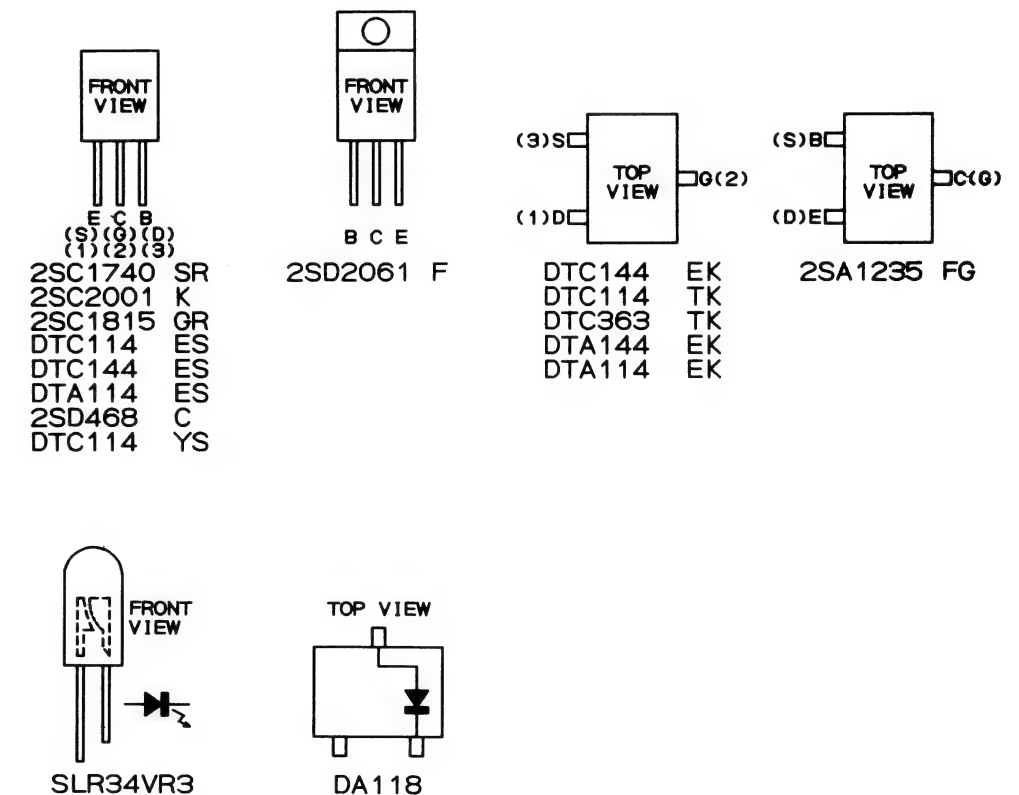 FRONT
VIEW
E C B
(S)(G)(D)
(1)(2)(3)
2SC1740 SR
2SC2001 K
2SC1815 GR
DTC114 ES
DTC144 ES
DTA114 ES
2SD468 C
DTC114 YS
FRONT
VIEW
B C E
2SD2061 F
(3)S
TOP
VIEW
G(2)
(1)D
DTC144 EK
DTC114 TK
DTC363 TK
DTA144 EK
DTA114 EK
(S)B
TOP
VIEW
C(G)
(D)E
2SA1235 FG
FRONT
VIEW
SLR34VR3
TOP VIEW
DA118